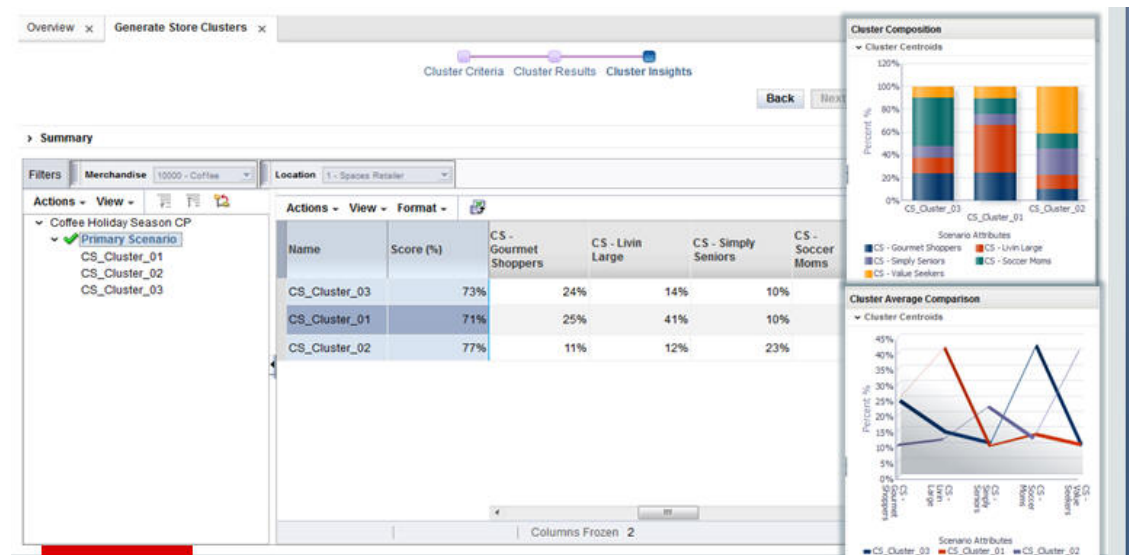 Overview x Generate Store Clusters x
Cluster Criteria Cluster Results Cluster Insights
Back Next
Summary
Filters Merchandise 10000 - Coffee Location 1 - Spaces Retailer
Actions View
Coffee Holiday Season CP
Primary Scenario
CS_Cluster_01
CS_Cluster_02
CS_Cluster_03
Actions View Format
Name Score (%) CS - Gourmet Shoppers CS - Livin Large CS - Simply Seniors CS - Soccer Moms
CS_Cluster_03 73% 24% 14% 10%
CS_Cluster_01 71% 25% 41% 10%
CS_Cluster_02 77% 11% 12% 23%
Columns Frozen 2
Cluster Composition
Cluster Centroids
120%
100%
80%
60%
40%
20%
0%
Percent %
CS_Cluster_03 CS_Cluster_01 CS_Cluster_02
Scenario Attributes
CS - Gourmet Shoppers CS - Livin Large
CS - Simply Seniors CS - Soccer Moms
CS - Value Seekers
Cluster Average Comparison
Cluster Centroids
45%
40%
35%
30%
25%
20%
15%
10%
5%
0%
Percent %
CS - Gourmet Shoppers
CS - Livin Large
CS - Simply Seniors
CS - Soccer Moms
CS - Value Seekers
Scenario Attributes
CS_Cluster_03 CS_Cluster_01 CS_Cluster_02